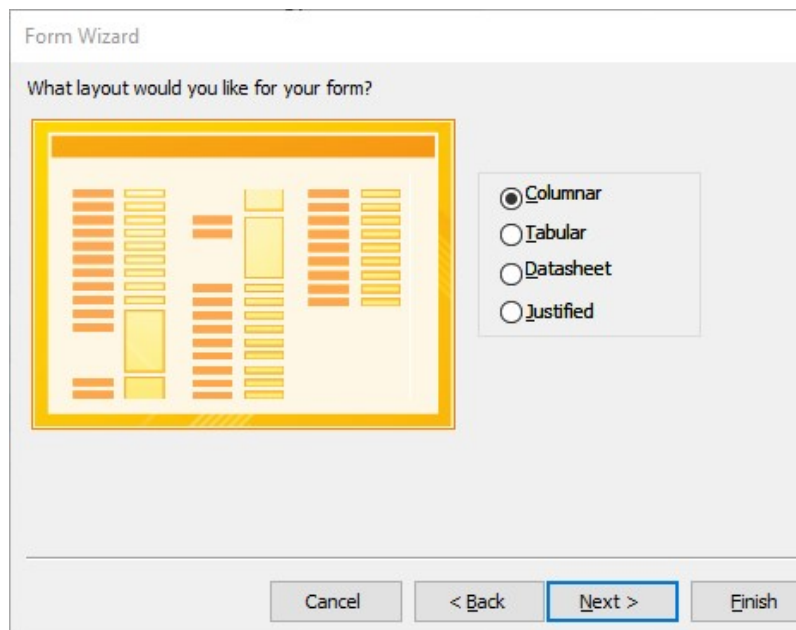 Form Wizard
What layout would you like for your form?
Columnar
Tabular
Datasheet
Justified
Cancel
< Back
Next >
Finish